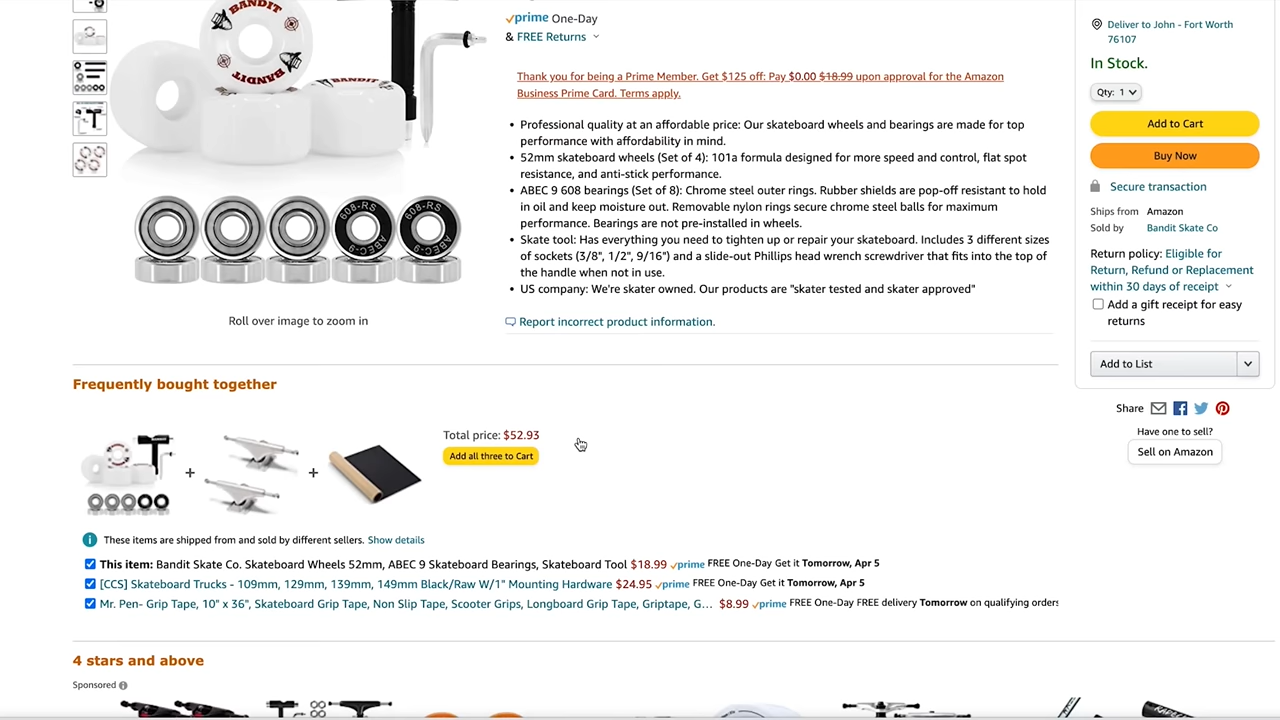 BANDIT
BANDIT
BANDIT
608-RS
608-RS
ABEC-9
ABEC-9
Roll over image to zoom in
prime One-Day
& FREE Returns
Thank you for being a Prime Member. Get $125 off: Pay $0.00 $18.99 upon approval for the Amazon
Business Prime Card. Terms apply.
• Professional quality at an affordable price: Our skateboard wheels and bearings are made for top
performance with affordability in mind.
• 52mm skateboard wheels (Set of 4): 101a formula designed for more speed and control, flat spot
resistance, and anti-stick performance.
• ABEC 9 608 bearings (Set of 8): Chrome steel outer rings. Rubber shields are pop-off resistant to hold
in oil and keep moisture out. Removable nylon rings secure chrome steel balls for maximum
performance. Bearings are not pre-installed in wheels.
• Skate tool: Has everything you need to tighten up or repair your skateboard. Includes 3 different sizes
of sockets (3/8", 1/2", 9/16") and a slide-out Phillips head wrench screwdriver that fits into the top of
the handle when not in use.
• US company: We're skater owned. Our products are "skater tested and skater approved"
Report incorrect product information.
Deliver to John - Fort Worth
76107
In Stock.
Qty: 1
Add to Cart
Buy Now
Secure transaction
Ships from Amazon
Sold by Bandit Skate Co
Return policy: Eligible for
Return, Refund or Replacement
within 30 days of receipt
Add a gift receipt for easy
returns
Add to List
Share
Have one to sell?
Sell on Amazon
Frequently bought together
+
+
Total price: $52.93
Add all three to Cart
These items are shipped from and sold by different sellers. Show details
This item: Bandit Skate Co. Skateboard Wheels 52mm, ABEC 9 Skateboard Bearings, Skateboard Tool $18.99 prime FREE One-Day Get it Tomorrow, Apr 5
[CCS] Skateboard Trucks - 109mm, 129mm, 139mm, 149mm Black/Raw W/1" Mounting Hardware $24.95 prime FREE One-Day Get it Tomorrow, Apr 5
Mr. Pen- Grip Tape, 10" x 36", Skateboard Grip Tape, Non Slip Tape, Scooter Grips, Longboard Grip Tape, Griptape, G... $8.99 prime FREE One-Day FREE delivery Tomorrow on qualifying orders
4 stars and above
Sponsored